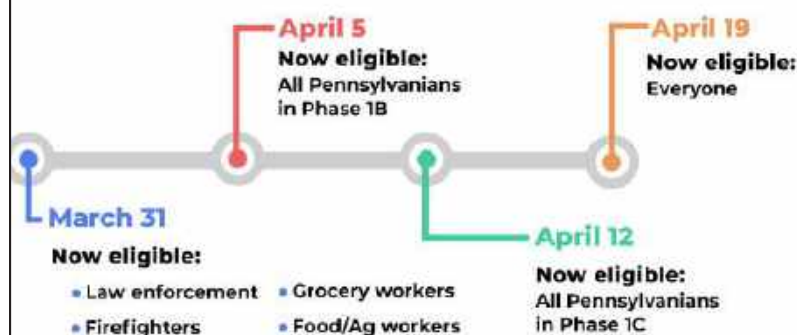 April 5
Now eligible:
All Pennsylvanians
in Phase 1B
April 19
Now eligible:
Everyone
March 31
Now eligible:
• Law enforcement
• Grocery workers
• Firefighters
• Food/Ag workers
April 12
Now eligible:
All Pennsylvanians
in Phase 1C